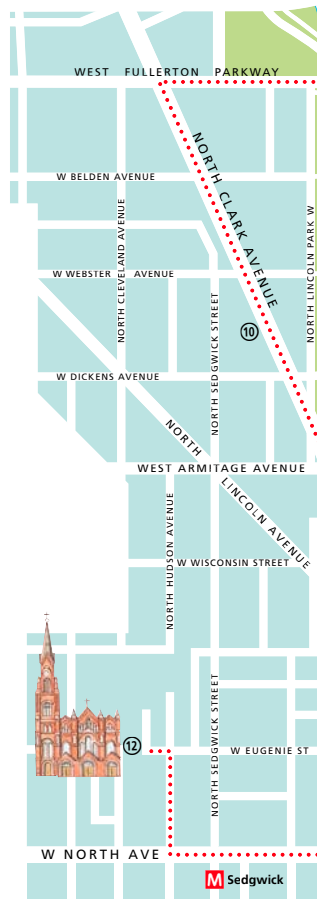 WEST FULLERTON PARKWAY
NORTH CLARK AVENUE
W BELDEN AVENUE
NORTH CLEVELAND AVENUE
NORTH LINCOLN PARK W
W WEBSTER AVENUE
NORTH SEDGWICK STREET
10
W DICKENS AVENUE
NORTH LINCOLN AVENUE
WEST ARMITAGE AVENUE
NORTH HUDSON AVENUE
W WISCONSIN STREET
NORTH SEDGWICK STREET
12
W EUGENIE ST
W NORTH AVE
M Sedgwick